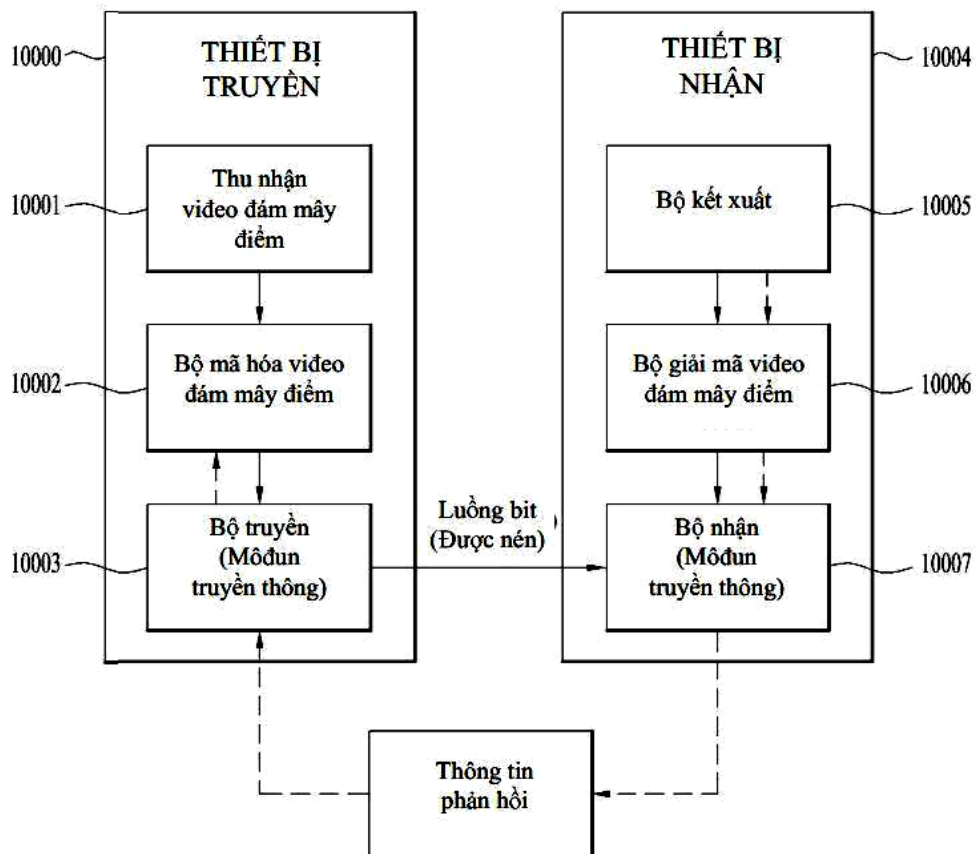 10000
THIẾT BỊ
TRUYỀN
10001
Thu nhận
viđeo đám mây
điểm
10002
Bộ mã hóa viđeo
đám mây điểm
10003
Bộ truyền
(Môđun
truyền thông)
Luồng bit
(Được nén)
THIẾT BỊ
NHẬN
10004
Bộ kết xuất
10005
Bộ giải mã viđeo
đám mây điểm
10006
Bộ nhận
(Môđun
truyền thông)
10007
Thông tin
phản hồi